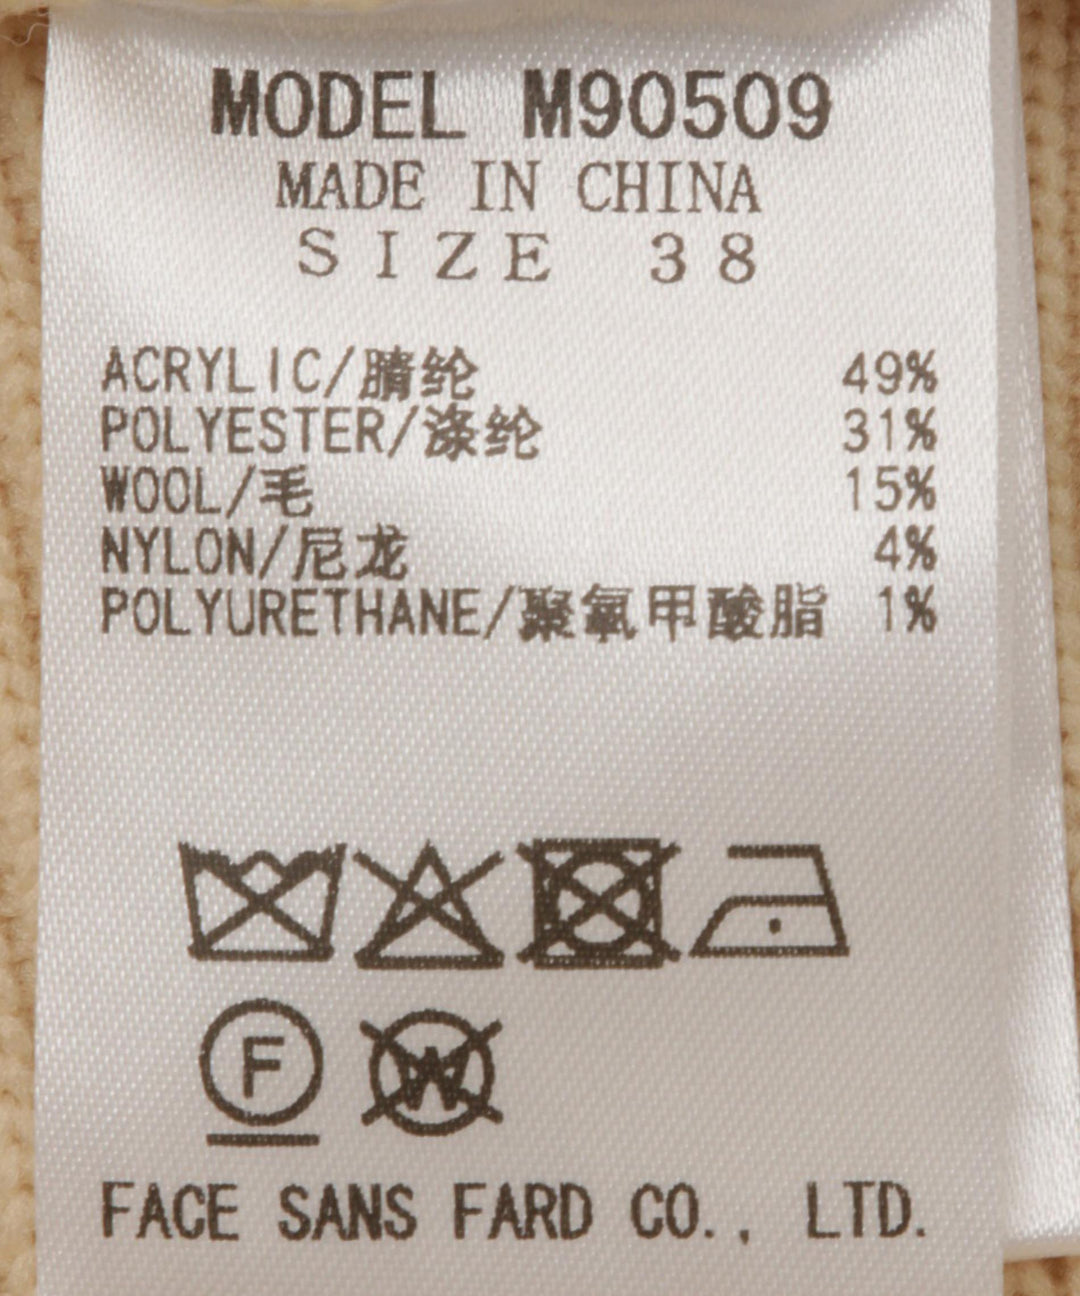 MODEL M90509
MADE IN CHINA
SIZE 38
ACRYLIC/腈纶 49%
POLYESTER/涤纶 31%
WOOL/毛 15%
NYLON/尼龙 4%
POLYURETHANE/聚氨甲酸脂 1%
F W
FACE SANS FARD CO., LTD.